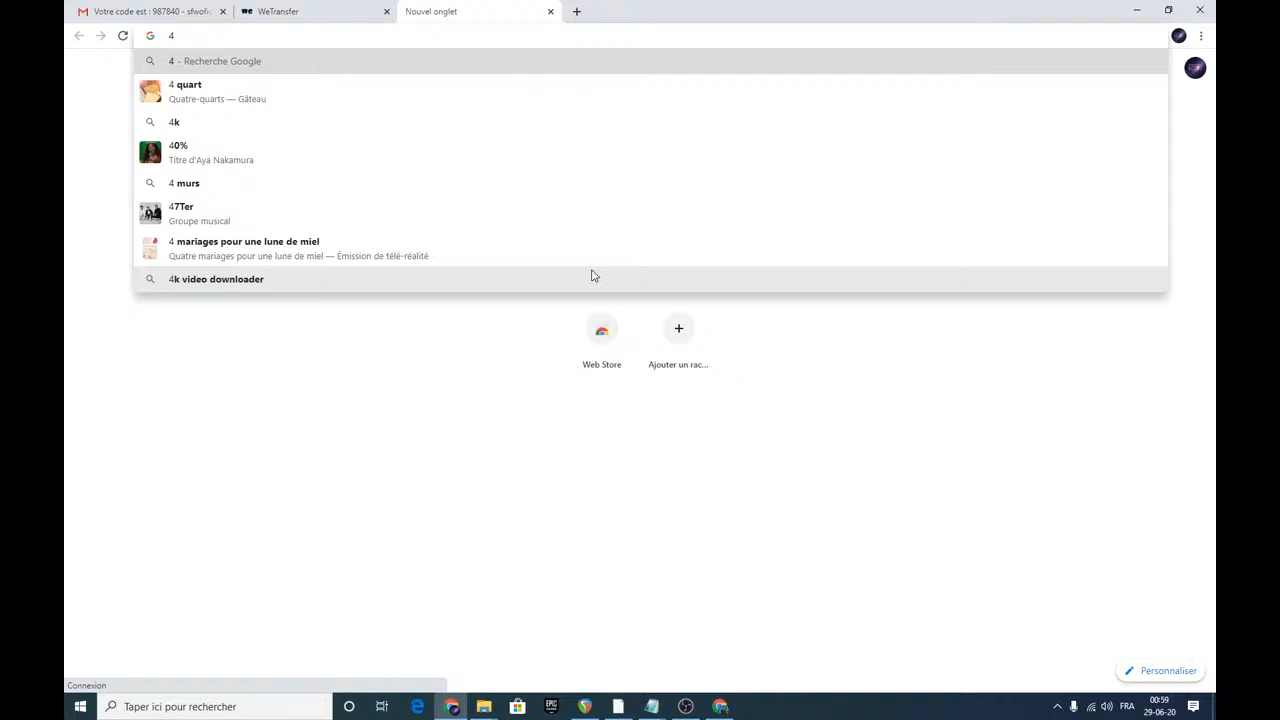 Votre code est : 987840 - sfwofi
WeTransfer
Nouvel onglet
4
4 - Recherche Google
4 quart
Quatre-quarts — Gâteau
4k
40%
Titre d'Aya Nakamura
4 murs
47Ter
Groupe musical
4 mariages pour une lune de miel
Quatre mariages pour une lune de miel — Émission de télé-réalité
4k video downloader
Web Store
Ajouter un rac...
Personnaliser
Connexion
Taper ici pour rechercher
EPIC
FRA
00:59
29-06-20